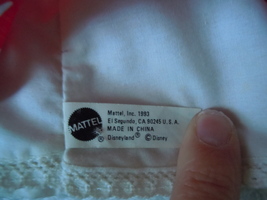 MATTEL
Mattel, Inc. 1993
El Segundo, CA 90245 U.S.A.
MADE IN CHINA
® Disneyland® © Disney